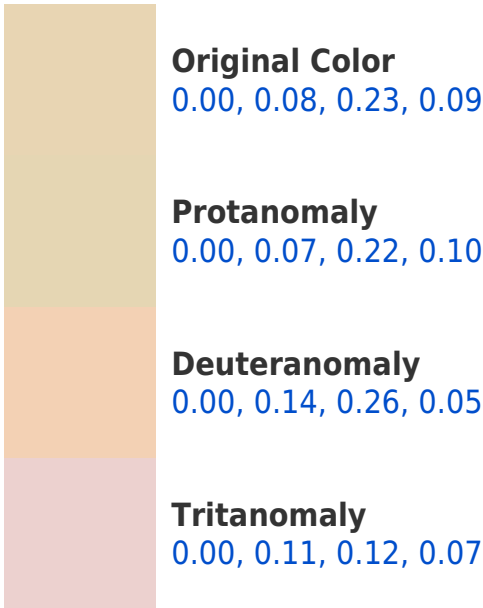 Original Color
0.00, 0.08, 0.23, 0.09
Protanomaly
0.00, 0.07, 0.22, 0.10
Deuteranomaly
0.00, 0.14, 0.26, 0.05
Tritanomaly
0.00, 0.11, 0.12, 0.07